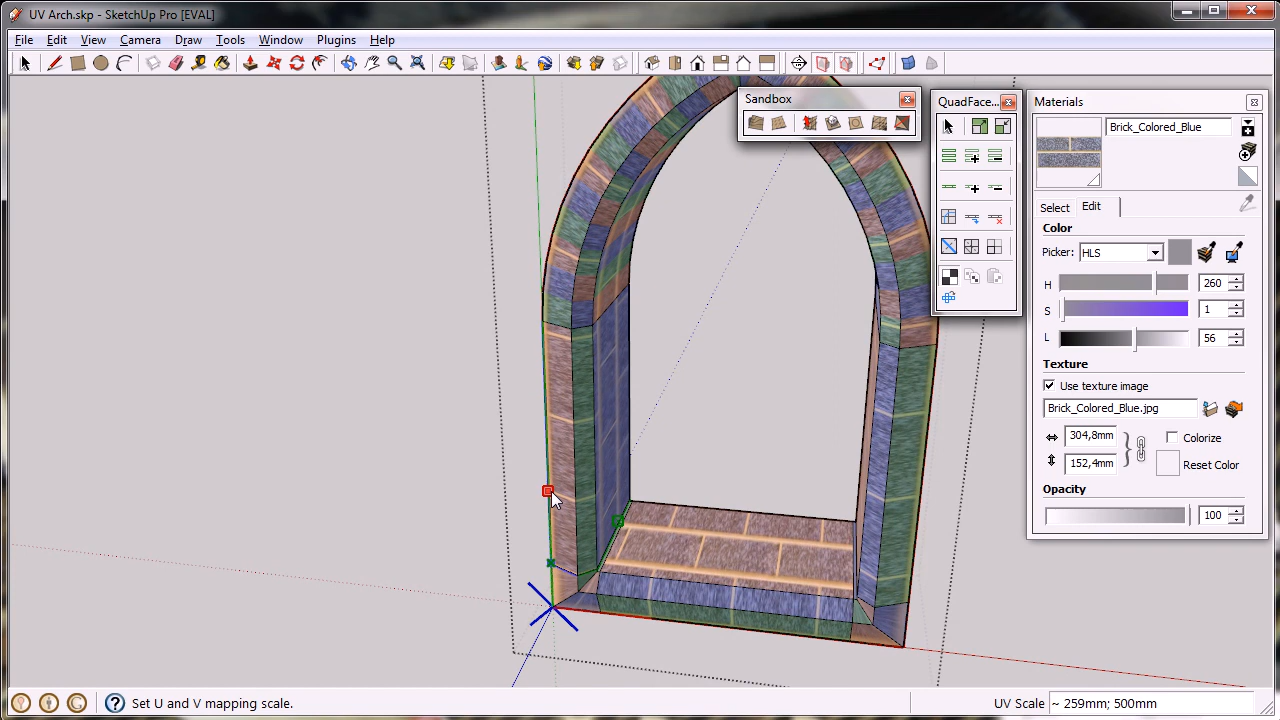 UV Arch.skp - SketchUp Pro [EVAL]
File Edit View Camera Draw Tools Window Plugins Help
Sandbox
QuadFace...
Materials
Brick_Colored_Blue
Select Edit
Color
Picker: HLS
H 260
S 1
L 56
Texture
Use texture image
Brick_Colored_Blue.jpg
304,8mm Colorize
152,4mm Reset Color
Opacity
100
Set U and V mapping scale.
UV Scale ~ 259mm; 500mm